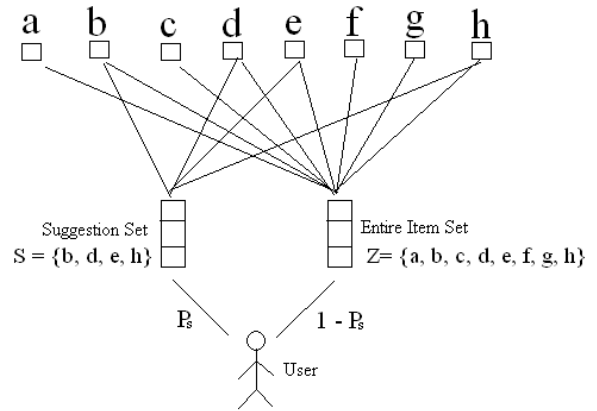 a b c d e f g h
Suggestion Set
Entire Item Set
S = {b, d, e, h}
Z= {a, b, c, d, e, f, g, h}
Ps
1 - Ps
User